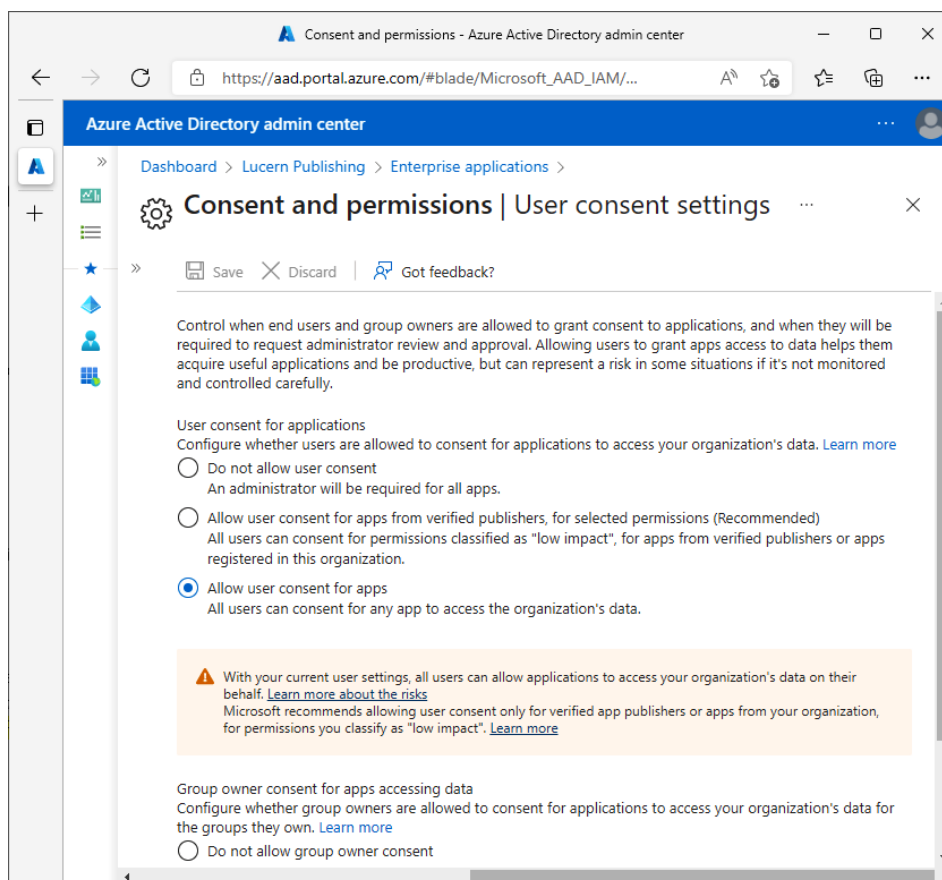 Consent and permissions - Azure Active Directory admin center
https://aad.portal.azure.com/#blade/Microsoft_AAD_IAM/...
Azure Active Directory admin center
Dashboard > Lucern Publishing > Enterprise applications >
Consent and permissions | User consent settings ...
Save Discard Got feedback?
Control when end users and group owners are allowed to grant consent to applications, and when they will be
required to request administrator review and approval. Allowing users to grant apps access to data helps them
acquire useful applications and be productive, but can represent a risk in some situations if it's not monitored
and controlled carefully.
User consent for applications
Configure whether users are allowed to consent for applications to access your organization's data. Learn more
Do not allow user consent
An administrator will be required for all apps.
Allow user consent for apps from verified publishers, for selected permissions (Recommended)
All users can consent for permissions classified as "low impact", for apps from verified publishers or apps
registered in this organization.
Allow user consent for apps
All users can consent for any app to access the organization's data.
With your current user settings, all users can allow applications to access your organization's data on their
behalf. Learn more about the risks
Microsoft recommends allowing user consent only for verified app publishers or apps from your organization,
for permissions you classify as "low impact". Learn more
Group owner consent for apps accessing data
Configure whether group owners are allowed to consent for applications to access your organization's data for
the groups they own. Learn more
Do not allow group owner consent